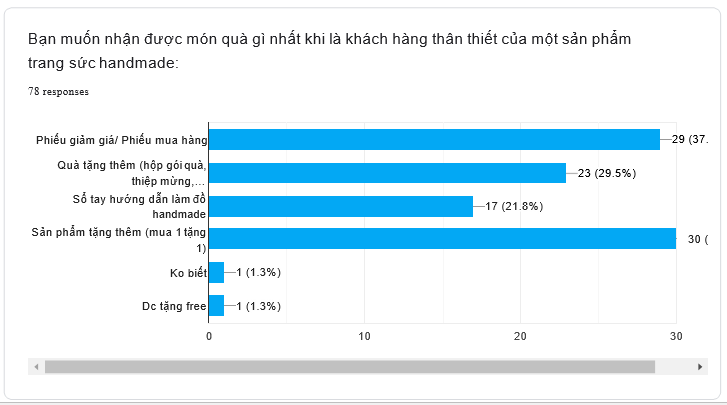 Bạn muốn nhận được món quà gì nhất khi là khách hàng thân thiết của một sản phẩm
trang sức handmade:
78 responses
Phiếu giảm giá/ Phiếu mua hàng
29 (37.
Quà tặng thêm (hộp gói quà,
thiệp mừng,...
23 (29.5%)
Sổ tay hướng dẫn làm đồ
handmade
17 (21.8%)
Sản phẩm tặng thêm (mua 1 tặng
1)
30 (
Ko biết
1 (1.3%)
Dc tặng free
1 (1.3%)
0
10
20
30